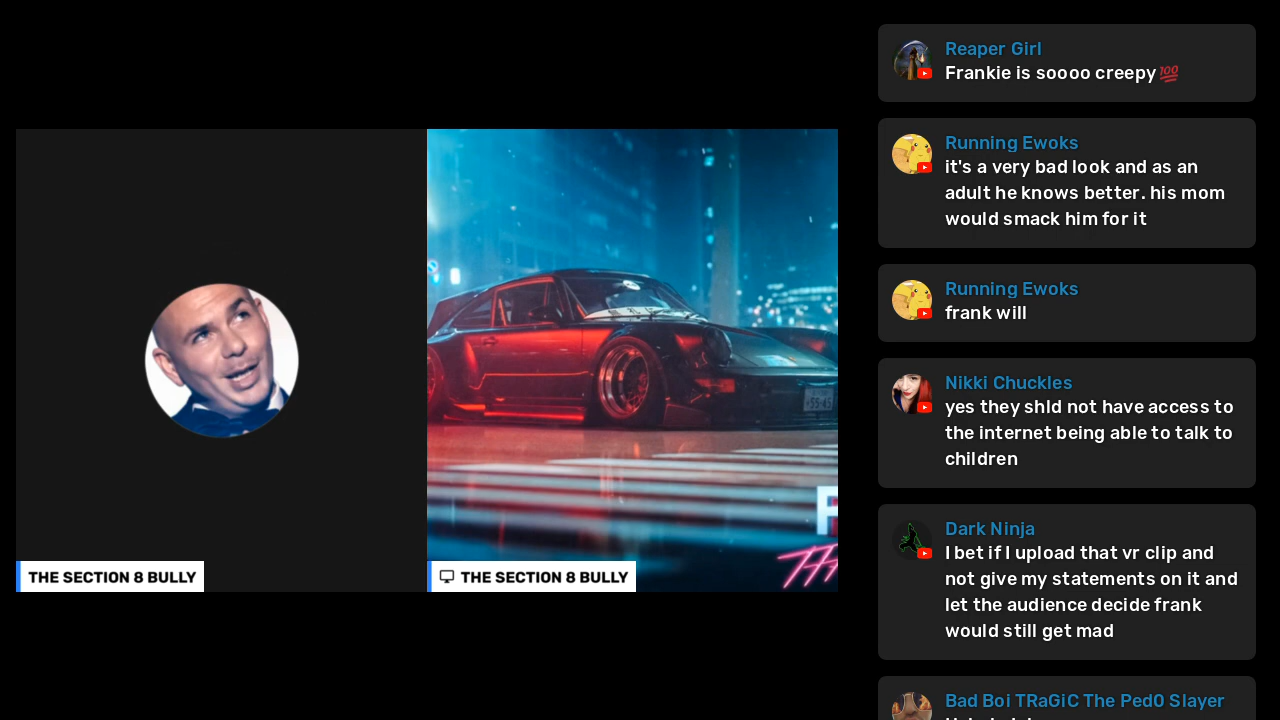 Reaper Girl
Frankie is soooo creepy 💯
Running Ewoks
it's a very bad look and as an
adult he knows better. his mom
would smack him for it
Running Ewoks
frank will
Nikki Chuckles
yes they shld not have access to
the internet being able to talk to
children
Dark Ninja
I bet if I upload that vr clip and
not give my statements on it and
let the audience decide frank
would still get mad
Bad Boi TRaGiC The Ped0 Slayer
THE SECTION 8 BULLY
THE SECTION 8 BULLY